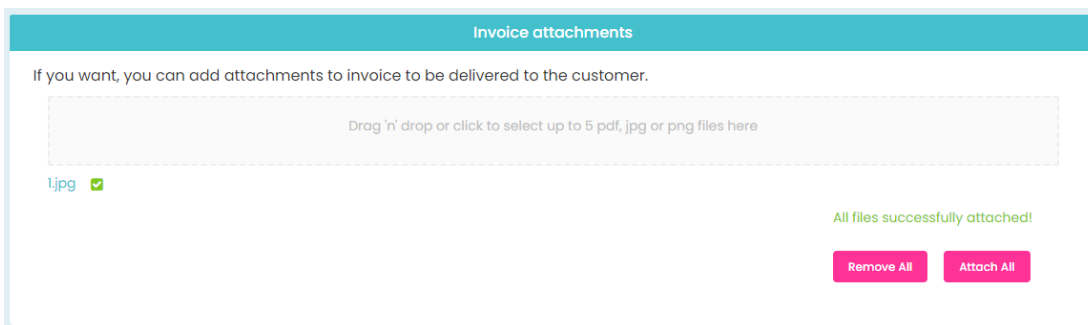 Invoice attachments
If you want, you can add attachments to invoice to be delivered to the customer.
Drag 'n' drop or click to select up to 5 pdf, jpg or png files here
1.jpg
All files successfully attached!
Remove All
Attach All